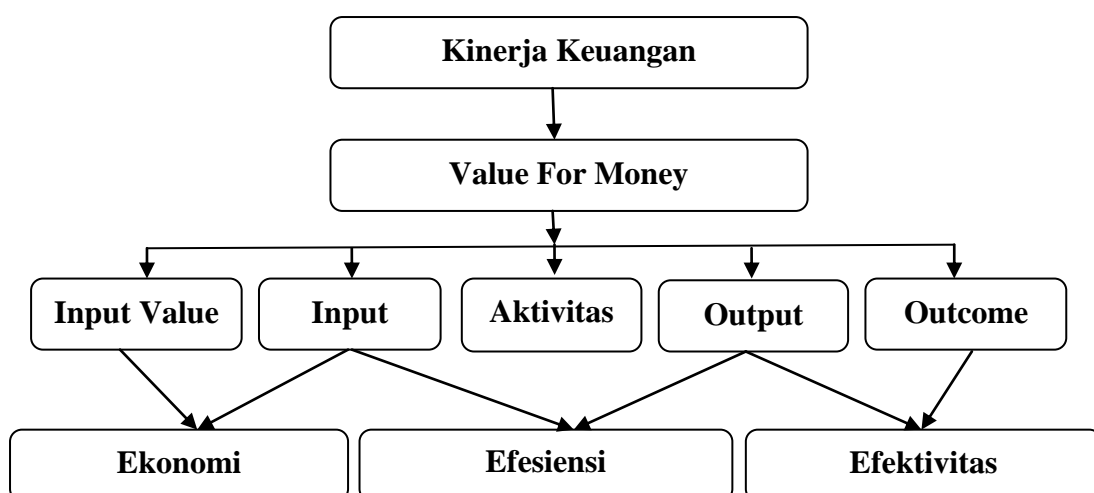 Kinerja Keuangan
Value For Money
Input Value
Input
Aktivitas
Output
Outcome
Ekonomi
Efesiensi
Efektivitas